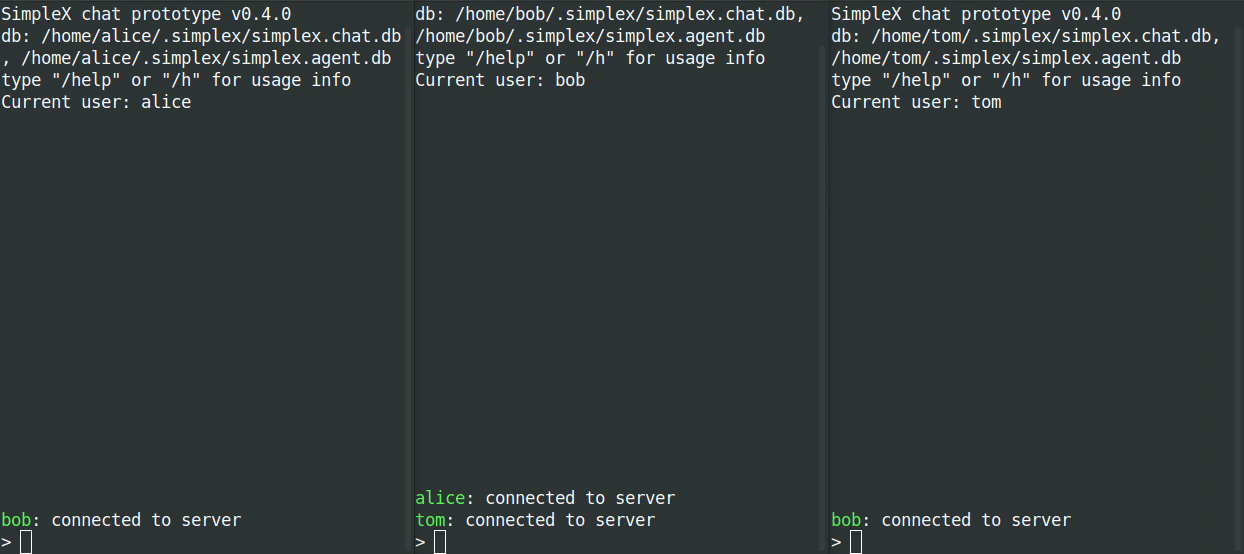 SimpleX chat prototype v0.4.0
db: /home/alice/.simplex/simplex.chat.db
, /home/alice/.simplex/simplex.agent.db
type "/help" or "/h" for usage info
Current user: alice
bob: connected to server
>
db: /home/bob/.simplex/simplex.chat.db,
/home/bob/.simplex/simplex.agent.db
type "/help" or "/h" for usage info
Current user: bob
alice: connected to server
tom: connected to server
>
SimpleX chat prototype v0.4.0
db: /home/tom/.simplex/simplex.chat.db,
/home/tom/.simplex/simplex.agent.db
type "/help" or "/h" for usage info
Current user: tom
bob: connected to server
>